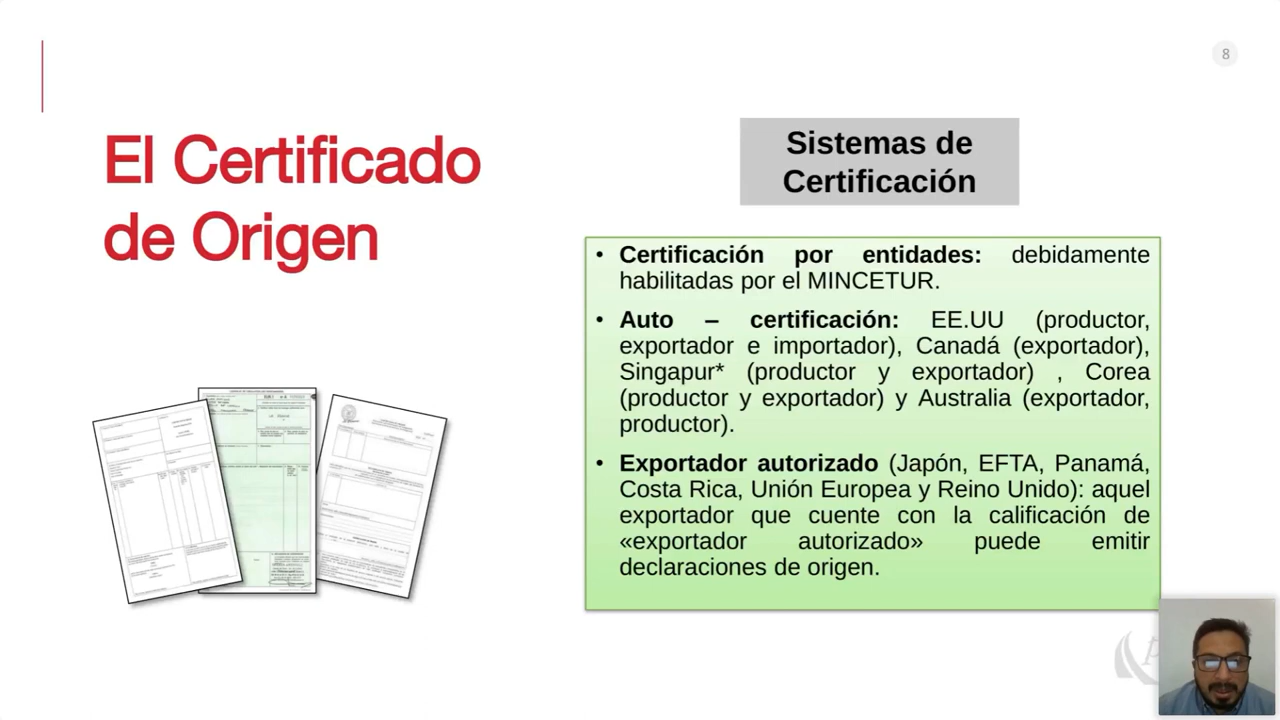 8
El Certificado
de Origen
Sistemas de
Certificación
• Certificación por entidades: debidamente
habilitadas por el MINCETUR.
• Auto – certificación: EE.UU (productor,
exportador e importador), Canadá (exportador),
Singapur* (productor y exportador) , Corea
(productor y exportador) y Australia (exportador,
productor).
• Exportador autorizado (Japón, EFTA, Panamá,
Costa Rica, Unión Europea y Reino Unido): aquel
exportador que cuente con la calificación de
«exportador autorizado» puede emitir
declaraciones de origen.